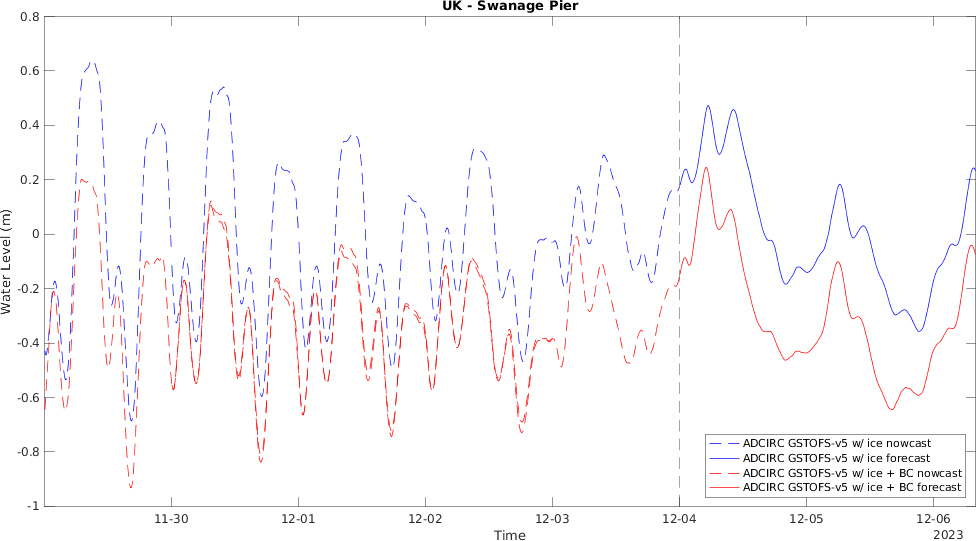 UK - Swanage Pier
0.8
0.6
0.4
0.2
0
-0.2
-0.4
-0.6
-0.8
-1
Water Level (m)
11-30
12-01
12-02
12-03
12-04
12-05
12-06
Time
2023
ADCIRC GSTOFS-v5 w/ ice nowcast
ADCIRC GSTOFS-v5 w/ ice forecast
ADCIRC GSTOFS-v5 w/ ice + BC nowcast
ADCIRC GSTOFS-v5 w/ ice + BC forecast